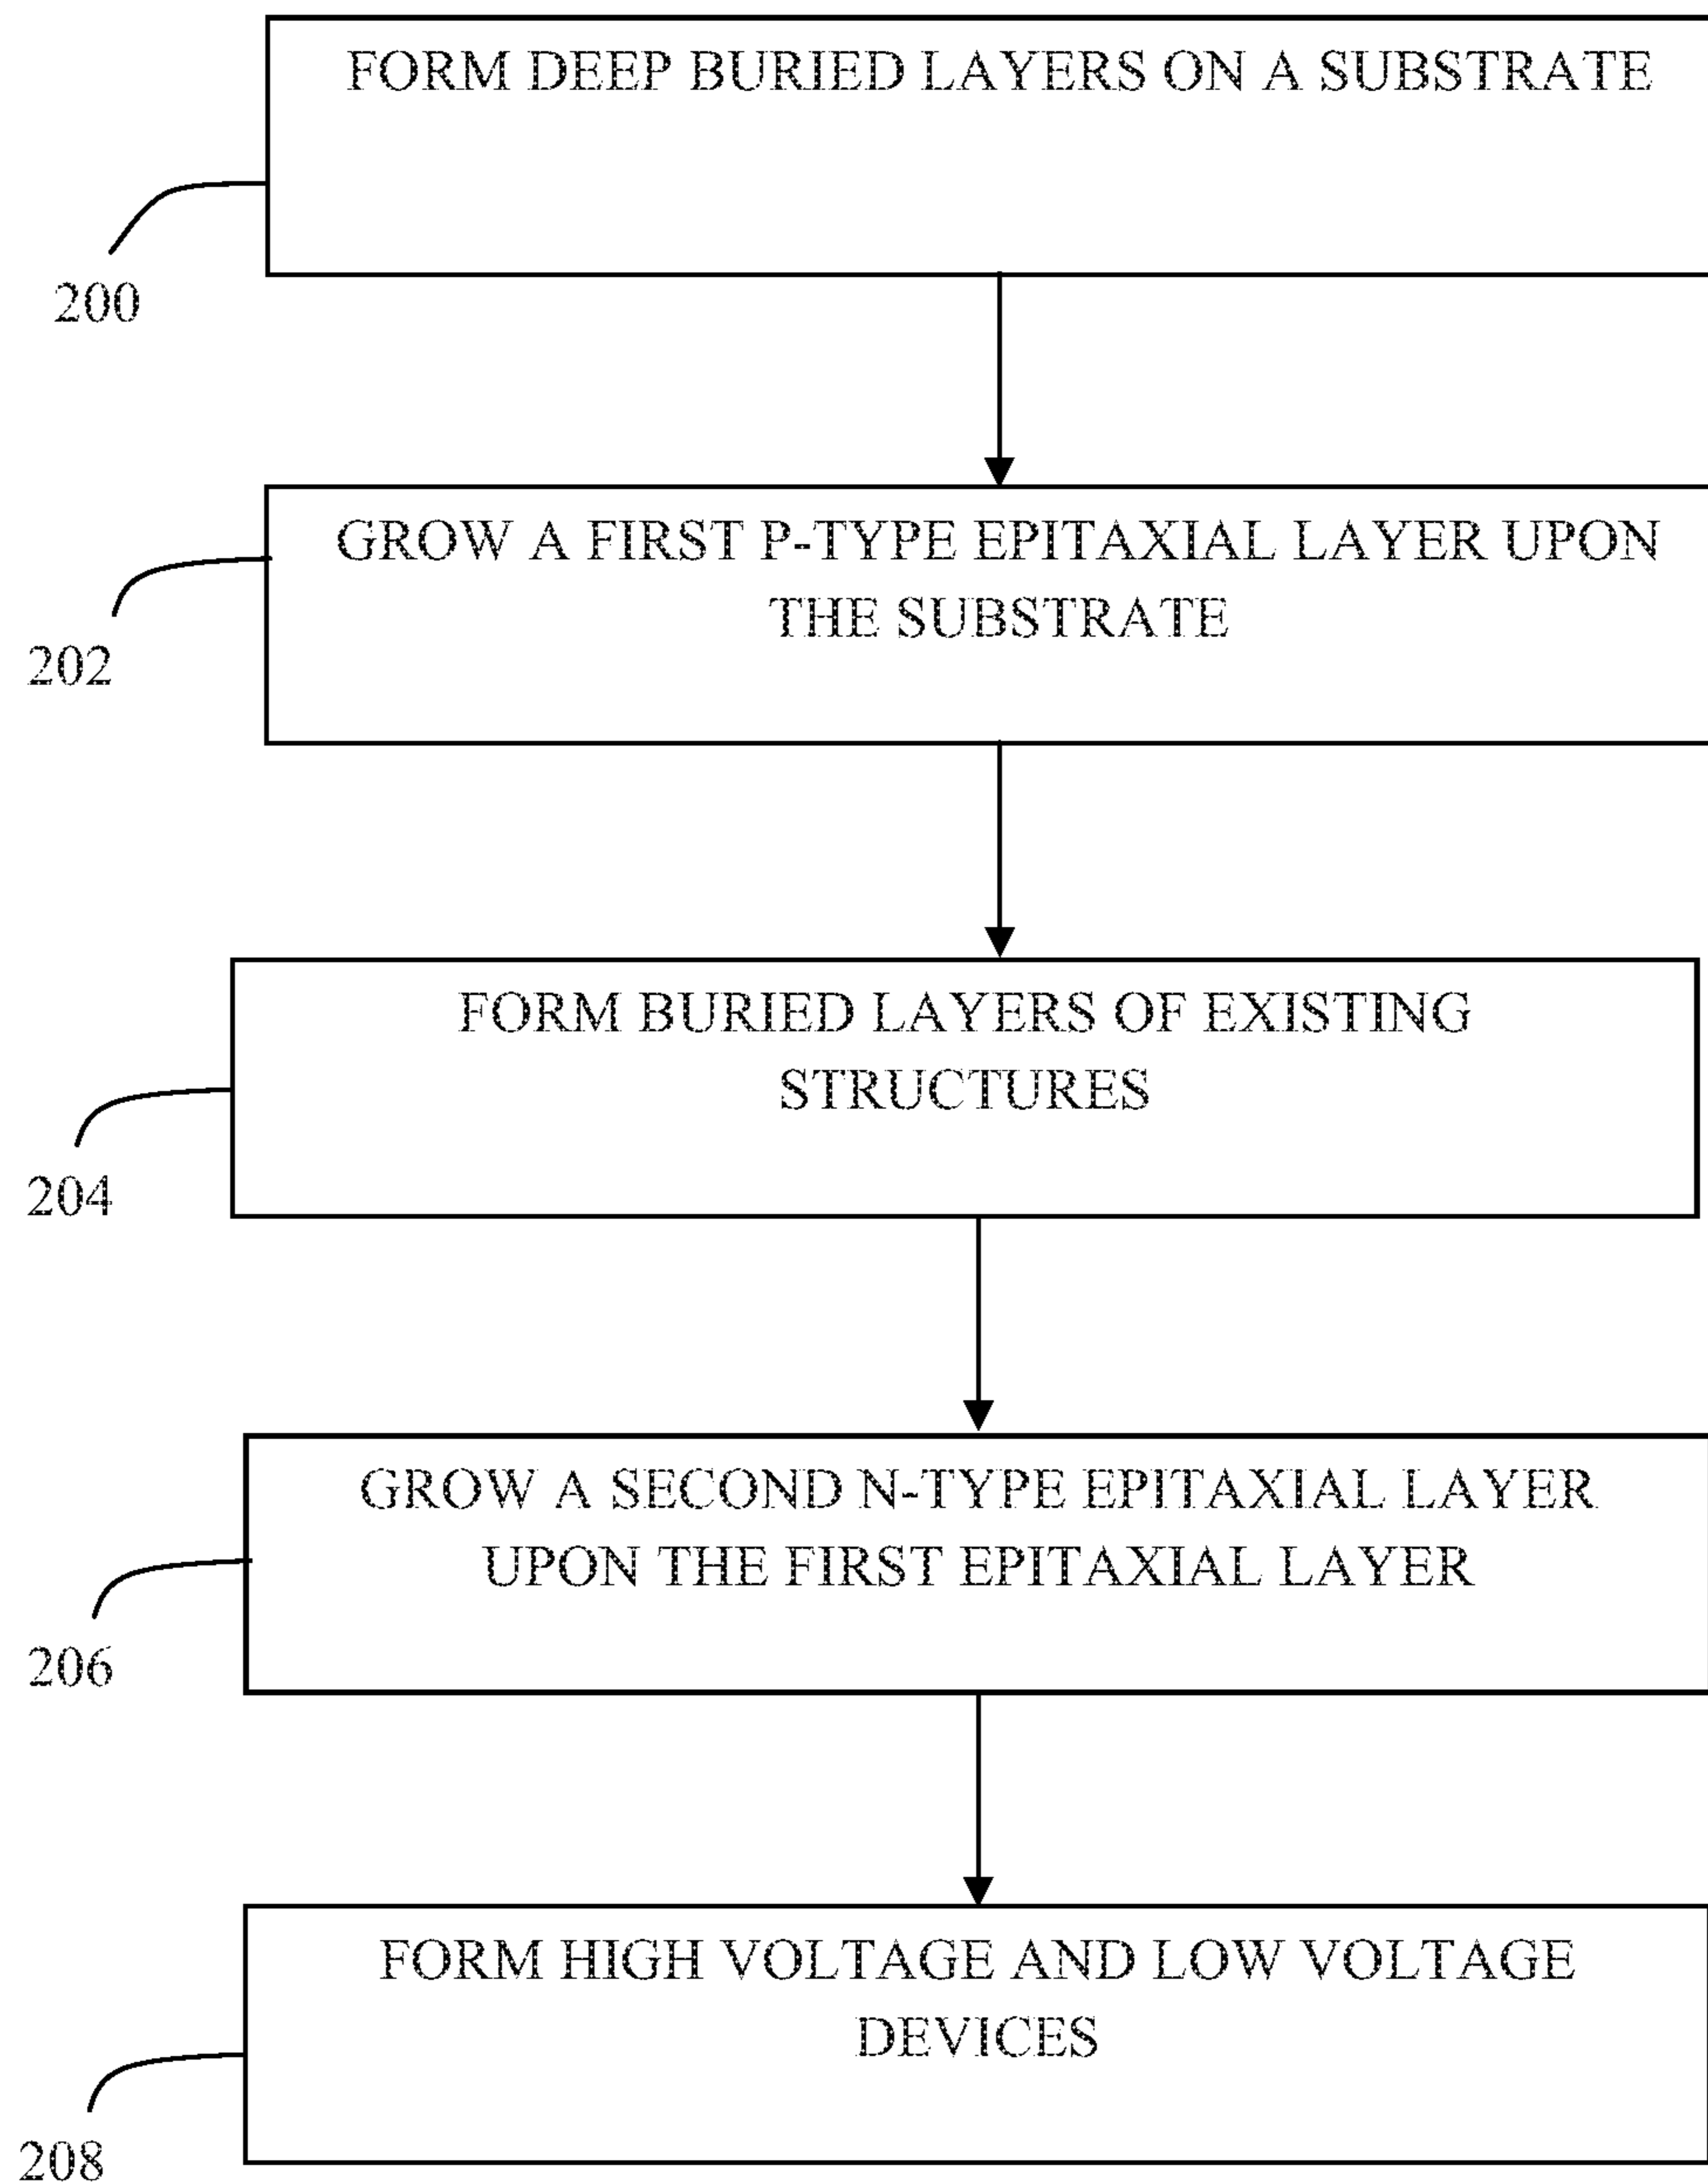 FORM DEEP BURIED LAYERS ON A SUBSTRATE
200
GROW A FIRST P-TYPE EPITAXIAL LAYER UPON
THE SUBSTRATE
202
FORM BURIED LAYERS OF EXISTING
STRUCTURES
204
GROW A SECOND N-TYPE EPITAXIAL LAYER
UPON THE FIRST EPITAXIAL LAYER
206
FORM HIGH VOLTAGE AND LOW VOLTAGE
DEVICES
208